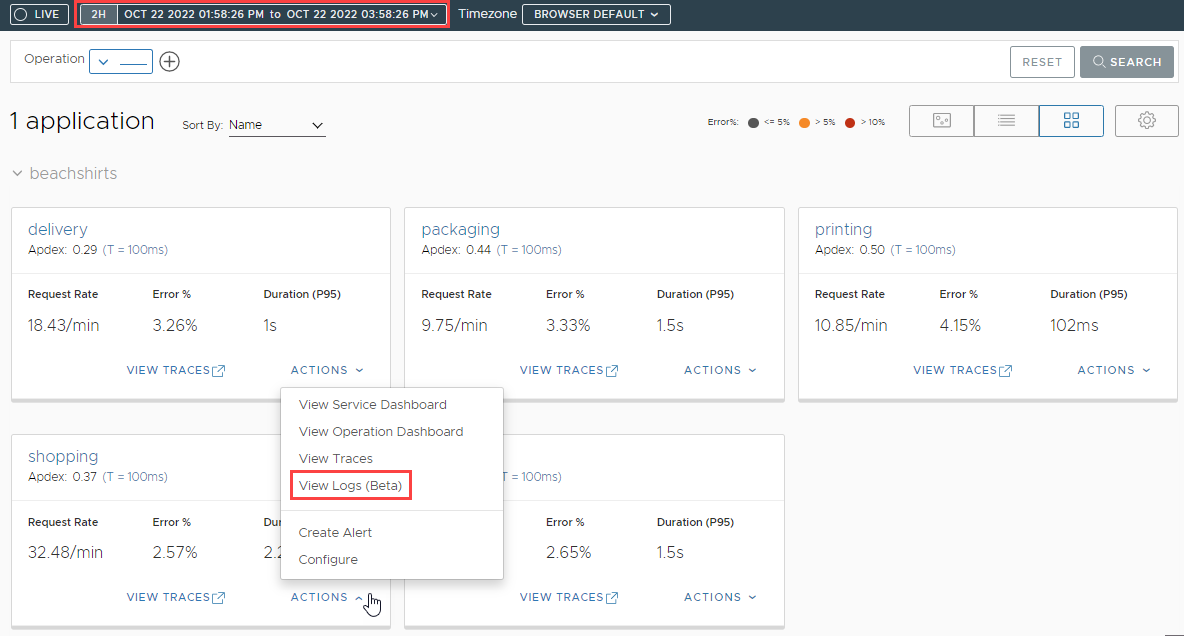 LIVE 2H OCT 22 2022 01:58:26 PM to OCT 22 2022 03:58:26 PM Timezone BROWSER DEFAULT
Operation RESET SEARCH
1 application Sort By: Name Error%: <= 5% > 5% > 10%
beachshirts
delivery packaging printing
Apdex: 0.29 (T = 100ms) Apdex: 0.44 (T = 100ms) Apdex: 0.50 (T = 100ms)
Request Rate Error % Duration (P95) Request Rate Error % Duration (P95) Request Rate Error % Duration (P95)
18.43/min 3.26% 1s 9.75/min 3.33% 1.5s 10.85/min 4.15% 102ms
VIEW TRACES ACTIONS VIEW TRACES ACTIONS VIEW TRACES ACTIONS
View Service Dashboard
View Operation Dashboard
View Traces
View Logs (Beta)
Create Alert
Configure
shopping
Apdex: 0.37 (T = 100ms) T = 100ms)
Request Rate Error % Du Error % Duration (P95)
32.48/min 2.57% 2.2 2.65% 1.5s
VIEW TRACES ACTIONS VIEW TRACES ACTIONS